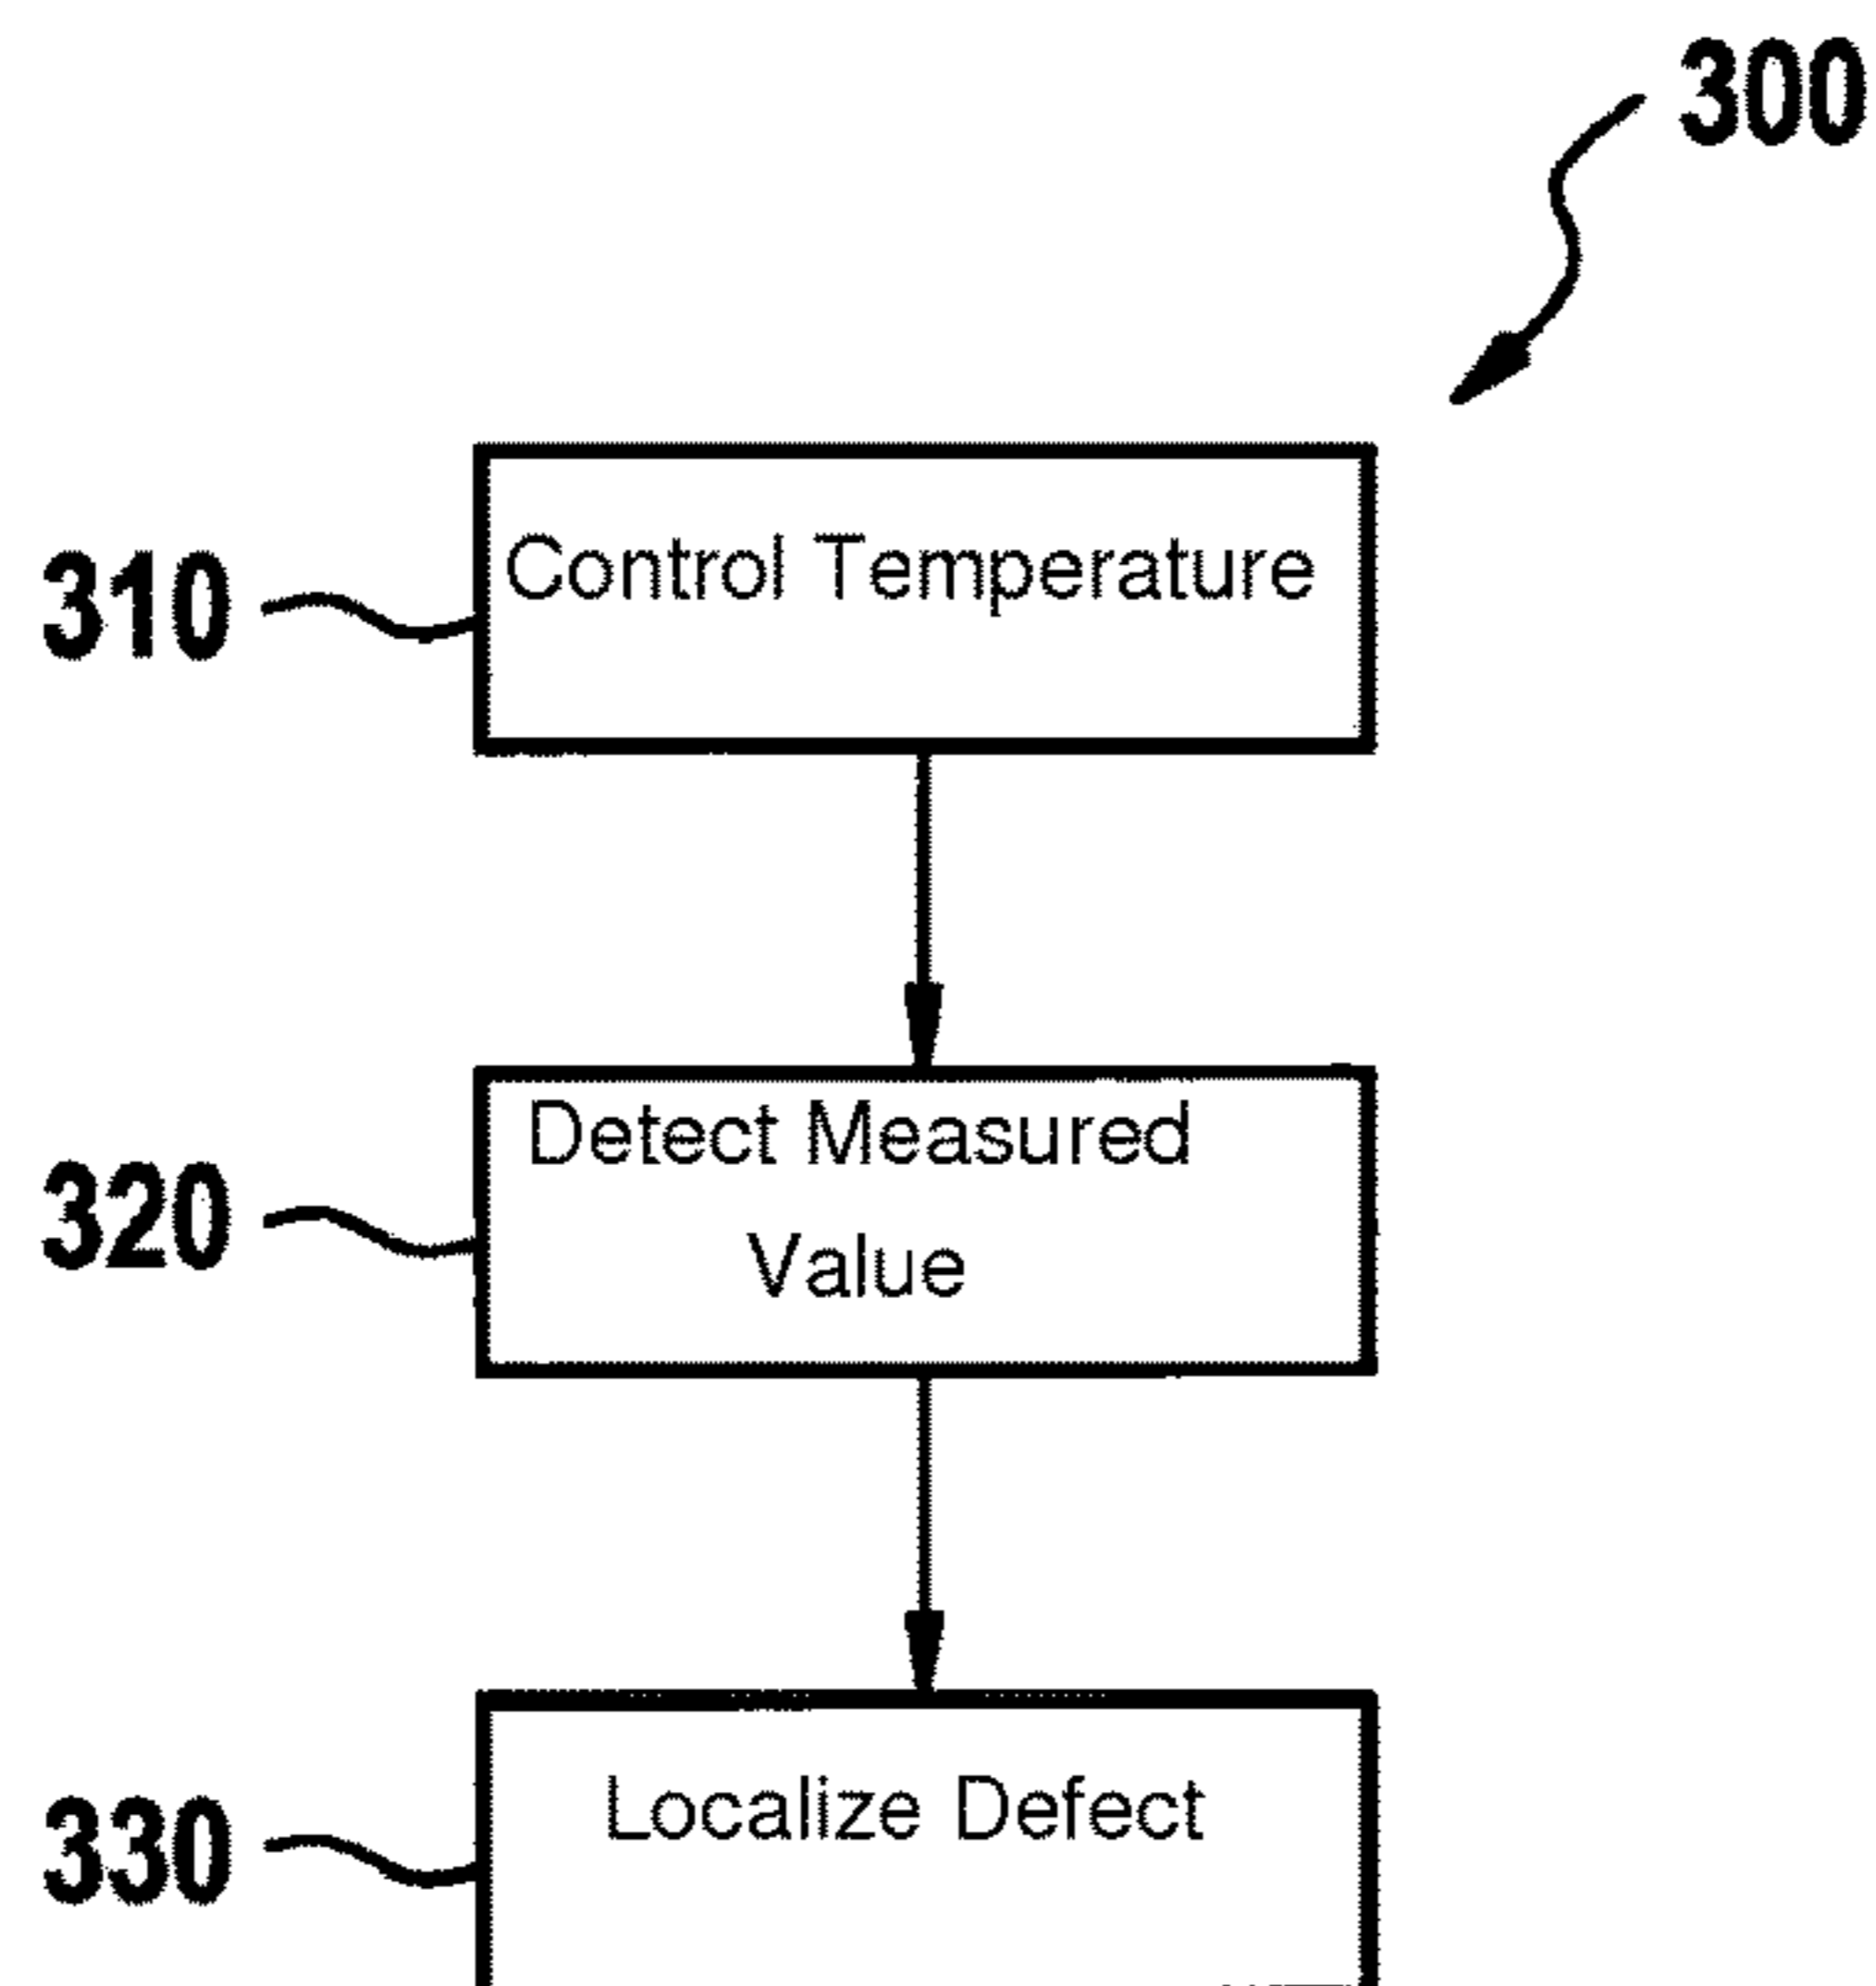 300
310
Control Temperature
320
Detect Measured
Value
330
Localize Defect